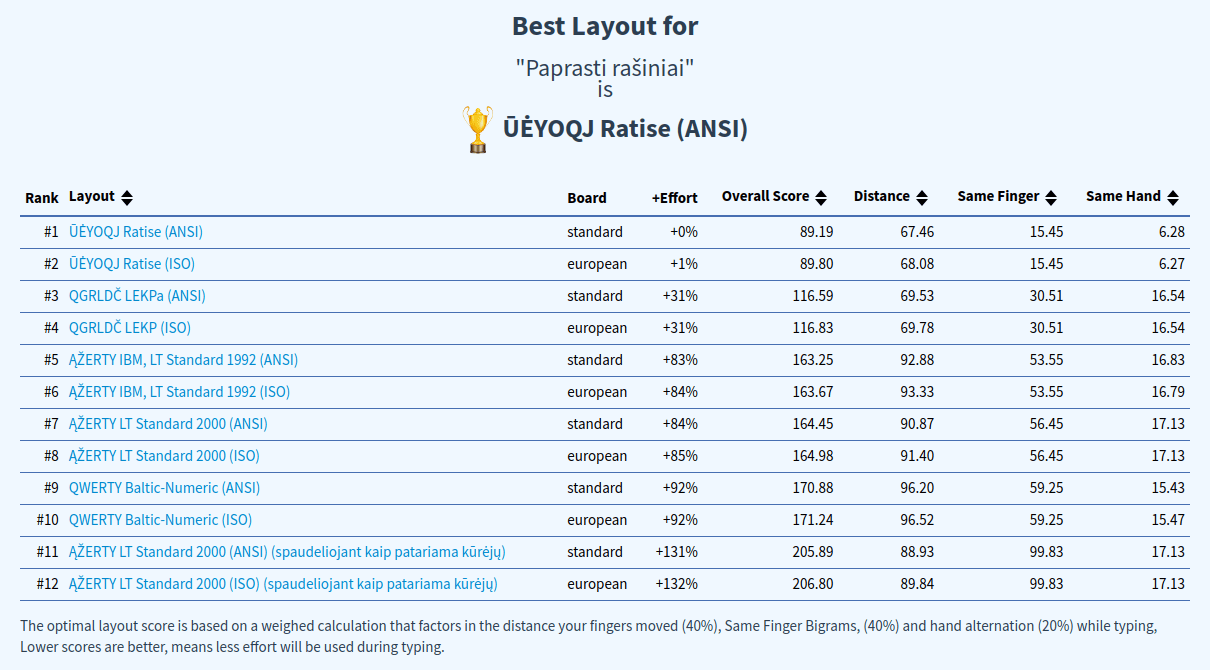 Best Layout for
"Paprasti rašiniai"
is
ŪĖYOQJ Ratise (ANSI)
Rank Layout Board +Effort Overall Score Distance Same Finger Same Hand
#1 ŪĖYOQJ Ratise (ANSI) standard +0% 89.19 67.46 15.45 6.28
#2 ŪĖYOQJ Ratise (ISO) european +1% 89.80 68.08 15.45 6.27
#3 QGRLDČ LEKPa (ANSI) standard +31% 116.59 69.53 30.51 16.54
#4 QGRLDČ LEKP (ISO) european +31% 116.83 69.78 30.51 16.54
#5 ĄŽERTY IBM, LT Standard 1992 (ANSI) standard +83% 163.25 92.88 53.55 16.83
#6 ĄŽERTY IBM, LT Standard 1992 (ISO) european +84% 163.67 93.33 53.55 16.79
#7 ĄŽERTY LT Standard 2000 (ANSI) standard +84% 164.45 90.87 56.45 17.13
#8 ĄŽERTY LT Standard 2000 (ISO) european +85% 164.98 91.40 56.45 17.13
#9 QWERTY Baltic-Numeric (ANSI) standard +92% 170.88 96.20 59.25 15.43
#10 QWERTY Baltic-Numeric (ISO) european +92% 171.24 96.52 59.25 15.47
#11 ĄŽERTY LT Standard 2000 (ANSI) (spaudeliojant kaip patariama kūrėjų) standard +131% 205.89 88.93 99.83 17.13
#12 ĄŽERTY LT Standard 2000 (ISO) (spaudeliojant kaip patariama kūrėjų) european +132% 206.80 89.84 99.83 17.13
The optimal layout score is based on a weighed calculation that factors in the distance your fingers moved (40%), Same Finger Bigrams, (40%) and hand alternation (20%) while typing,
Lower scores are better, means less effort will be used during typing.